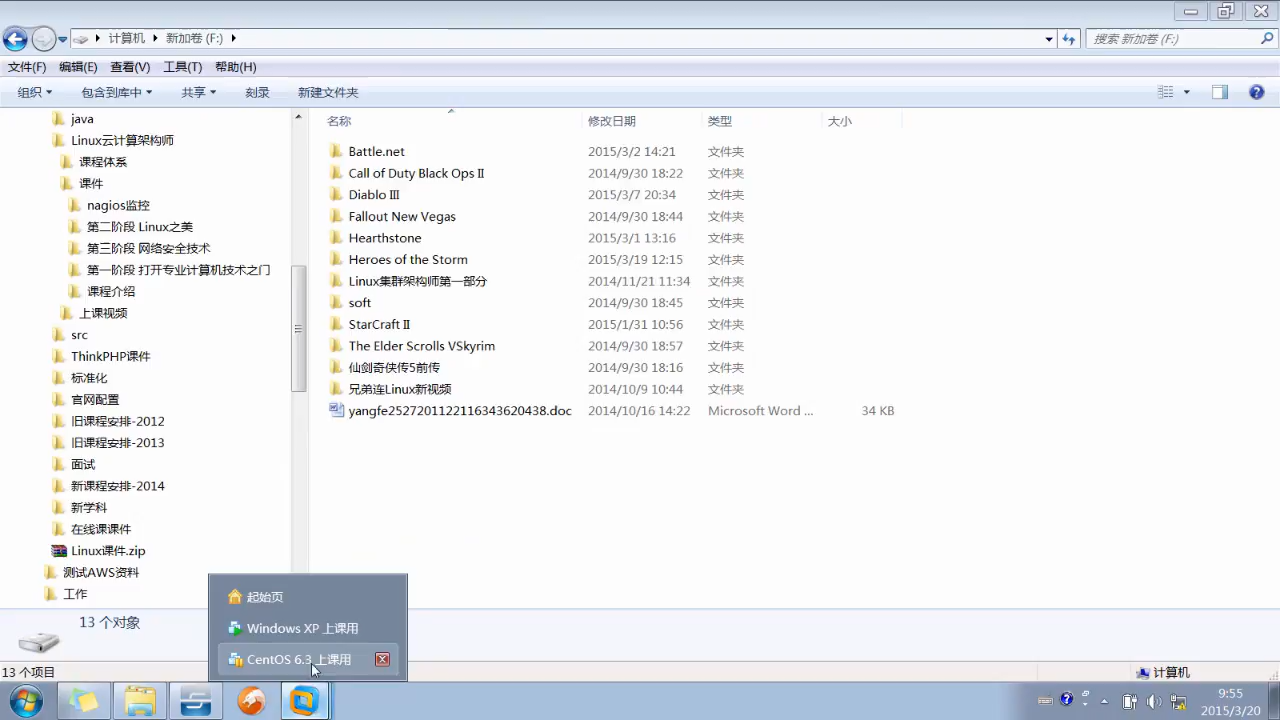 计算机 新加卷 (F:)
搜索 新加卷 (F:)
文件(F) 编辑(E) 查看(V) 工具(T) 帮助(H)
组织 包含到库中 共享 刻录 新建文件夹
java
Linux云计算架构师
课程体系
课件
nagios监控
第二阶段 Linux之美
第三阶段 网络安全技术
第一阶段 打开专业计算机技术之门
课程介绍
上课视频
src
ThinkPHP课件
标准化
官网配置
旧课程安排-2012
旧课程安排-2013
面试
新课程安排-2014
新学科
在线课课件
Linux课件.zip
测试AWS资料
工作
名称 修改日期 类型 大小
Battle.net 2015/3/2 14:21 文件夹
Call of Duty Black Ops II 2014/9/30 18:22 文件夹
Diablo III 2015/3/7 20:34 文件夹
Fallout New Vegas 2014/9/30 18:44 文件夹
Hearthstone 2015/3/1 13:16 文件夹
Heroes of the Storm 2015/3/19 12:15 文件夹
Linux集群架构师第一部分 2014/11/21 11:34 文件夹
soft 2014/9/30 18:45 文件夹
StarCraft II 2015/1/31 10:56 文件夹
The Elder Scrolls VSkyrim 2014/9/30 18:57 文件夹
仙剑奇侠传5前传 2014/9/30 18:16 文件夹
兄弟连Linux新视频 2014/10/9 10:44 文件夹
yangfe2527201122116343620438.doc 2014/10/16 14:22 Microsoft Word ... 34 KB
13 个对象
起始页
Windows XP 上课用
CentOS 6.3 上课用
13 个项目
计算机
9:55
2015/3/20